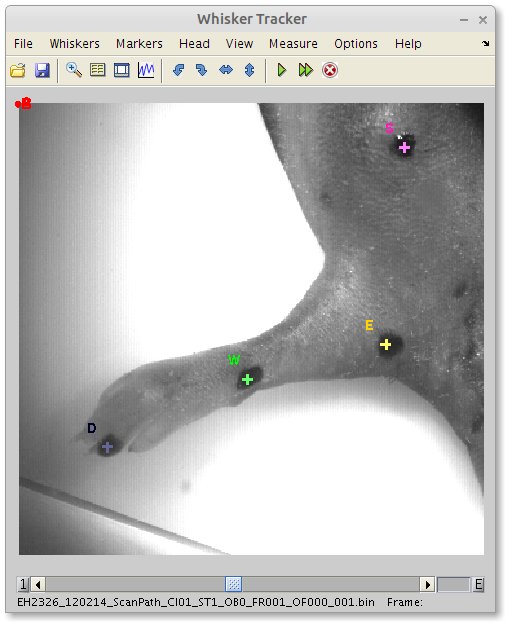 Whisker Tracker
File Whiskers Markers Head View Measure Options Help
S
E
W
D
1 E
EH2326_120214_ScanPath_CI01_ST1_OB0_FR001_OF000_001.bin Frame: